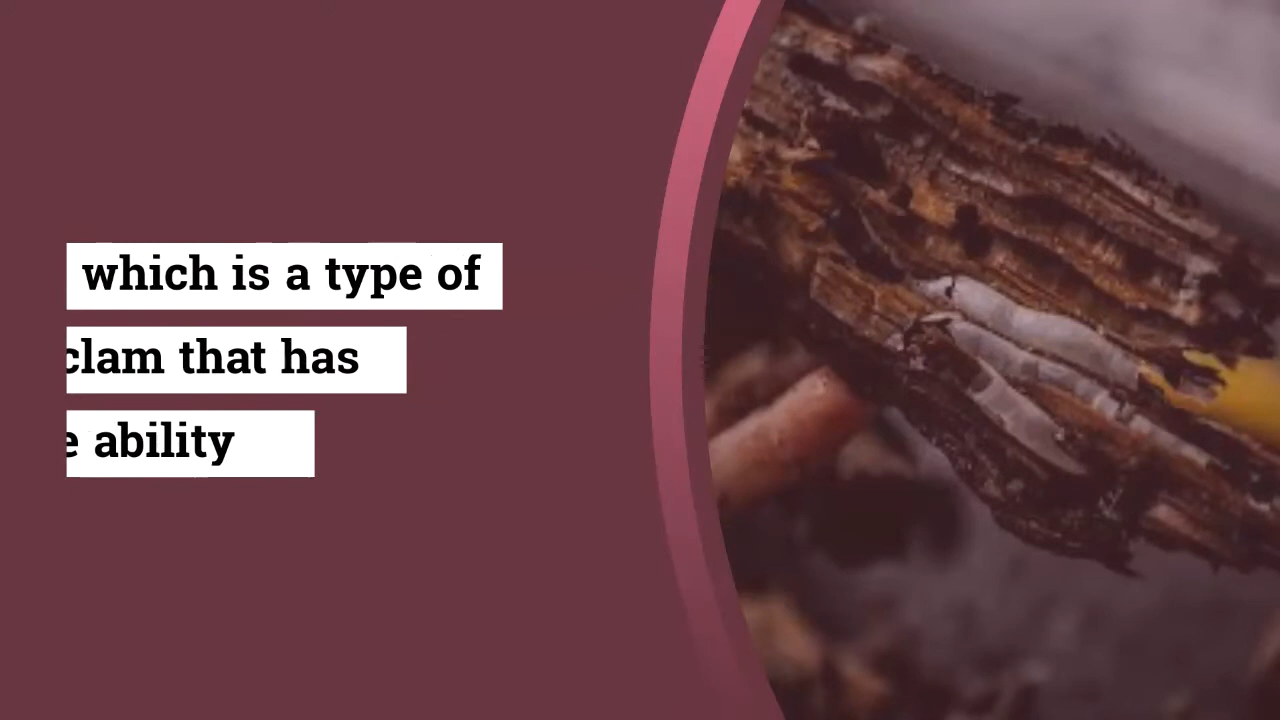 which is a type of
clam that has
e ability